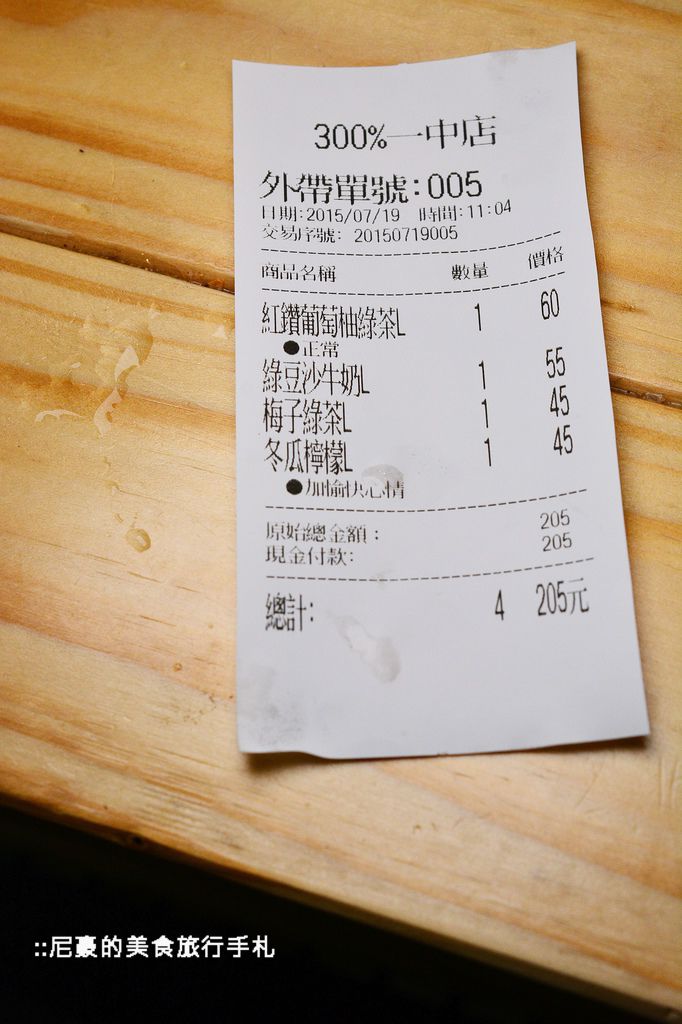 300%一中店
外帶單號:005
日期:2015/07/19 時間:11:04
交易序號: 20150719005
商品名稱 數量 價格
紅鑽葡萄柚綠茶L 1 60
●正常
綠豆沙牛奶L 1 55
梅子綠茶L 1 45
冬瓜檸檬L 1 45
●加愉快心情
原始總金額: 205
現金付款: 205
總計: 4 205元
::尼豪的美食旅行手札